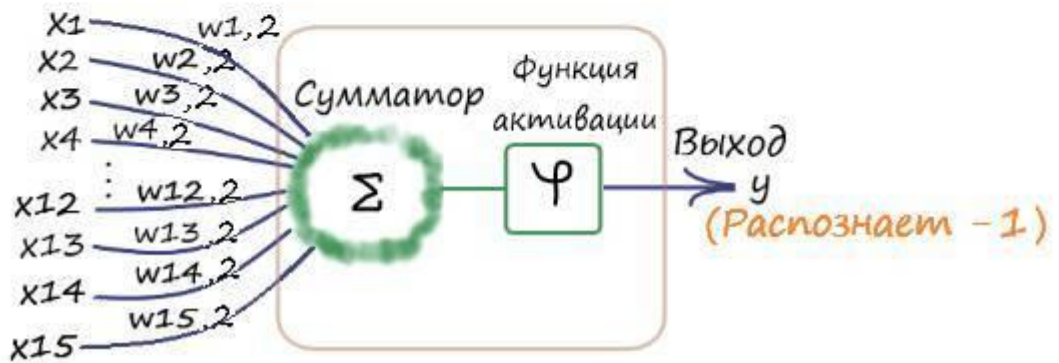 x1
w1,2
x2
w2,2
x3
w3,2
x4
w4,2
⋮
x12
w12,2
x13
w13,2
x14
w14,2
x15
w15,2
Сумматор
Σ
Функция
активации
φ
Выход
y
(Распознает - 1)